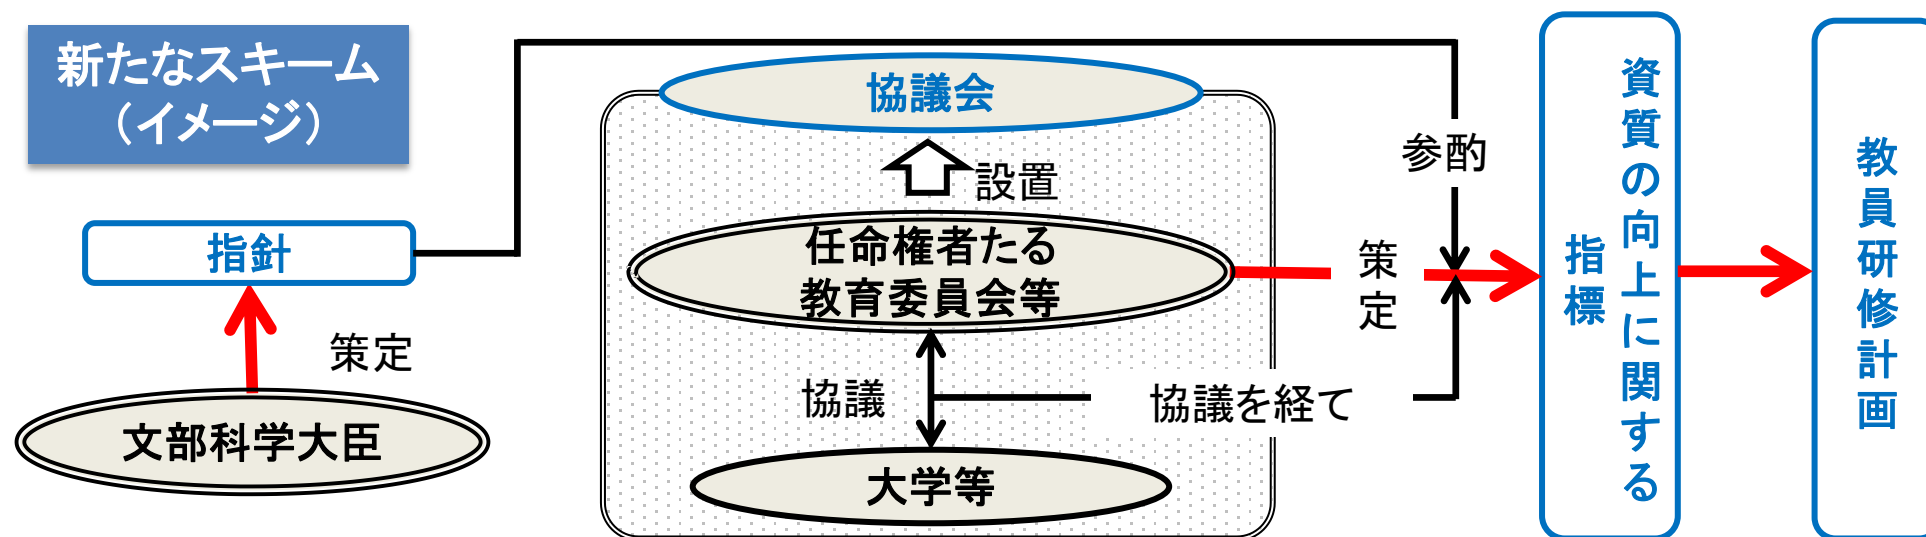 新たなスキーム
（イメージ）
指針
策定
文部科学大臣
協議会
設置
任命権者たる
教育委員会等
協議
大学等
協議を経て
参酌
策定
資質の向上に関する
指標
教員研修計画